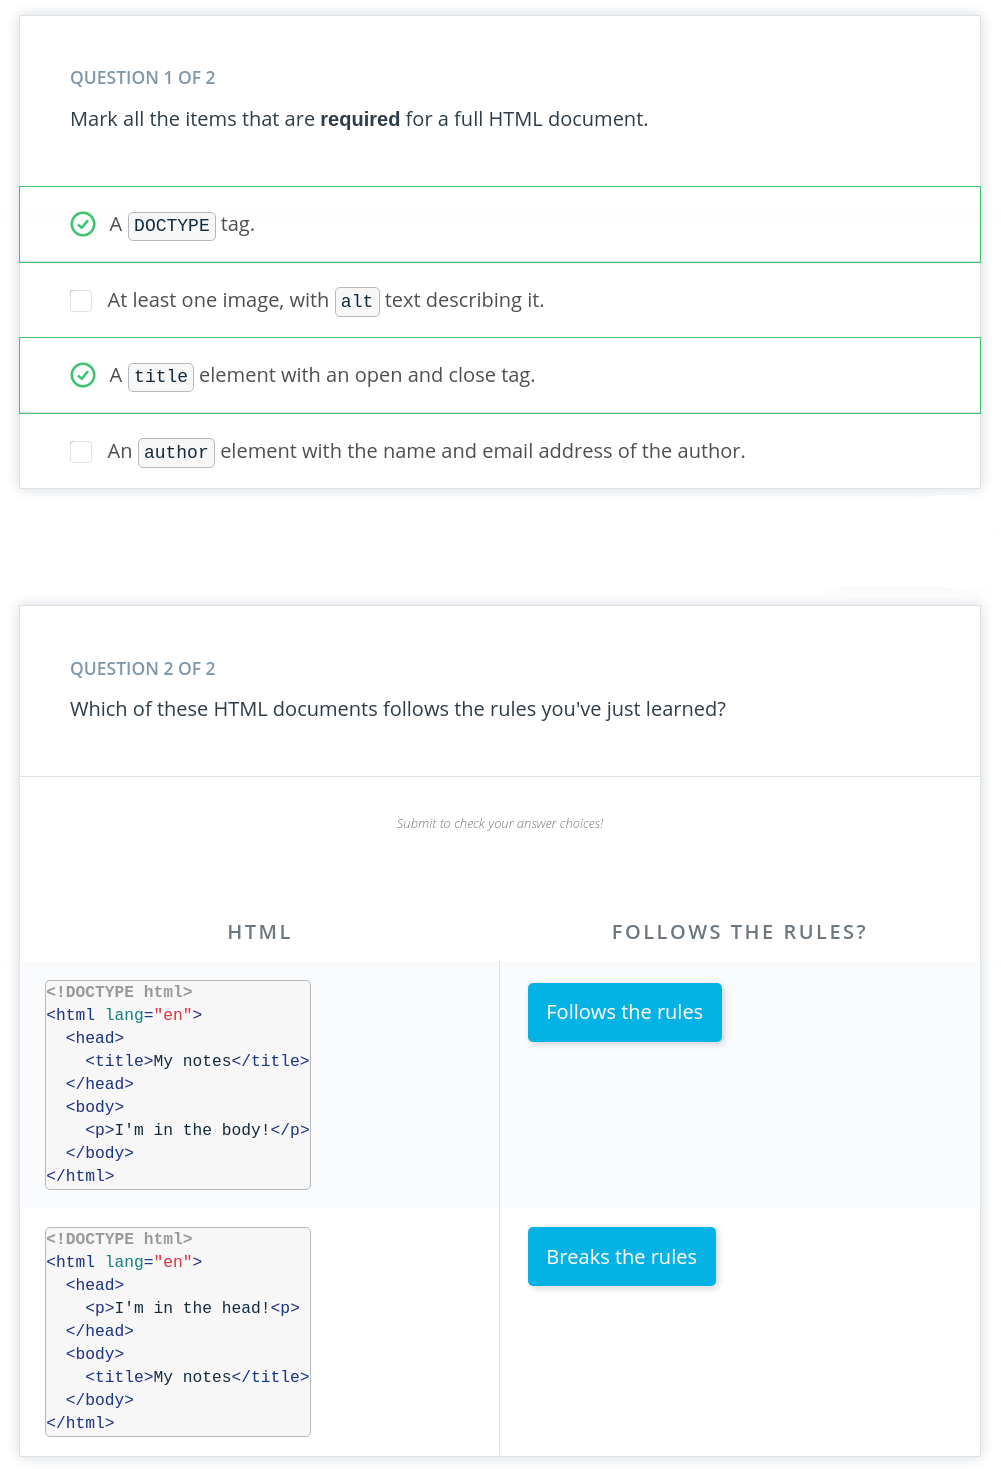 QUESTION 1 OF 2
Mark all the items that are required for a full HTML document.
A DOCTYPE tag.
At least one image, with alt text describing it.
A title element with an open and close tag.
An author element with the name and email address of the author.
QUESTION 2 OF 2
Which of these HTML documents follows the rules you've just learned?
Submit to check your answer choices!
HTML
FOLLOWS THE RULES?
<!DOCTYPE html>
<html lang="en">
  <head>
    <title>My notes</title>
  </head>
  <body>
    <p>I'm in the body!</p>
  </body>
</html>
Follows the rules
<!DOCTYPE html>
<html lang="en">
  <head>
    <p>I'm in the head!<p>
  </head>
  <body>
    <title>My notes</title>
  </body>
</html>
Breaks the rules